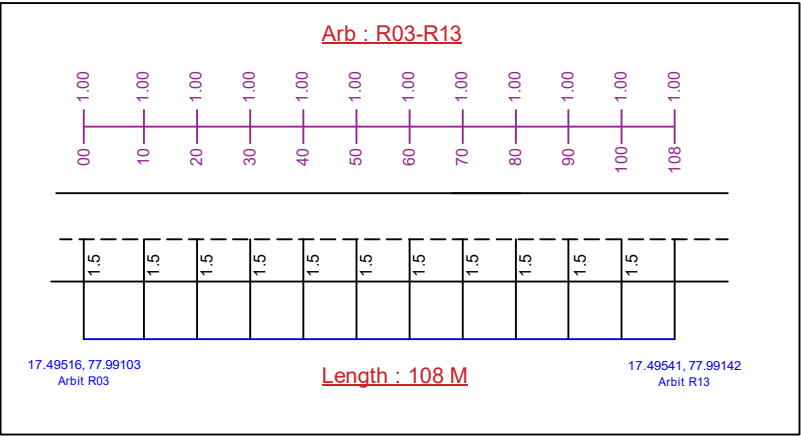 Arb : R03-R13
1.00 1.00 1.00 1.00 1.00 1.00 1.00 1.00 1.00 1.00 1.00 1.00
00 10 20 30 40 50 60 70 80 90 100 108
1.5 1.5 1.5 1.5 1.5 1.5 1.5 1.5 1.5 1.5 1.5
17.49516, 77.99103
Arbit R03
Length : 108 M
17.49541, 77.99142
Arbit R13